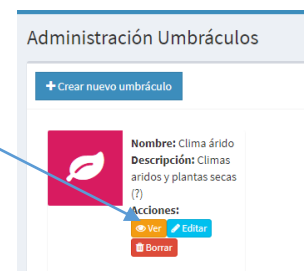 Administración Umbráculos
+ Crear nuevo umbráculo
Nombre: Clima árido
Descripción: Climas
aridos y plantas secas
(?)
Acciones:
Ver Editar
Borrar